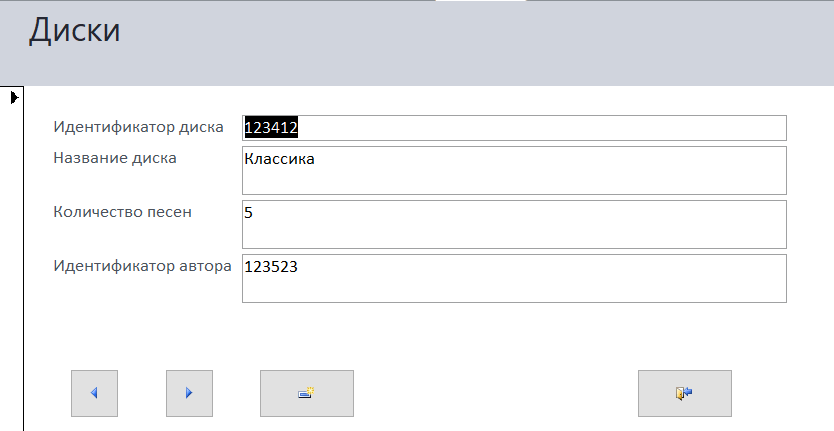 Диски
Идентификатор диска 123412
Название диска Классика
Количество песен 5
Идентификатор автора 123523